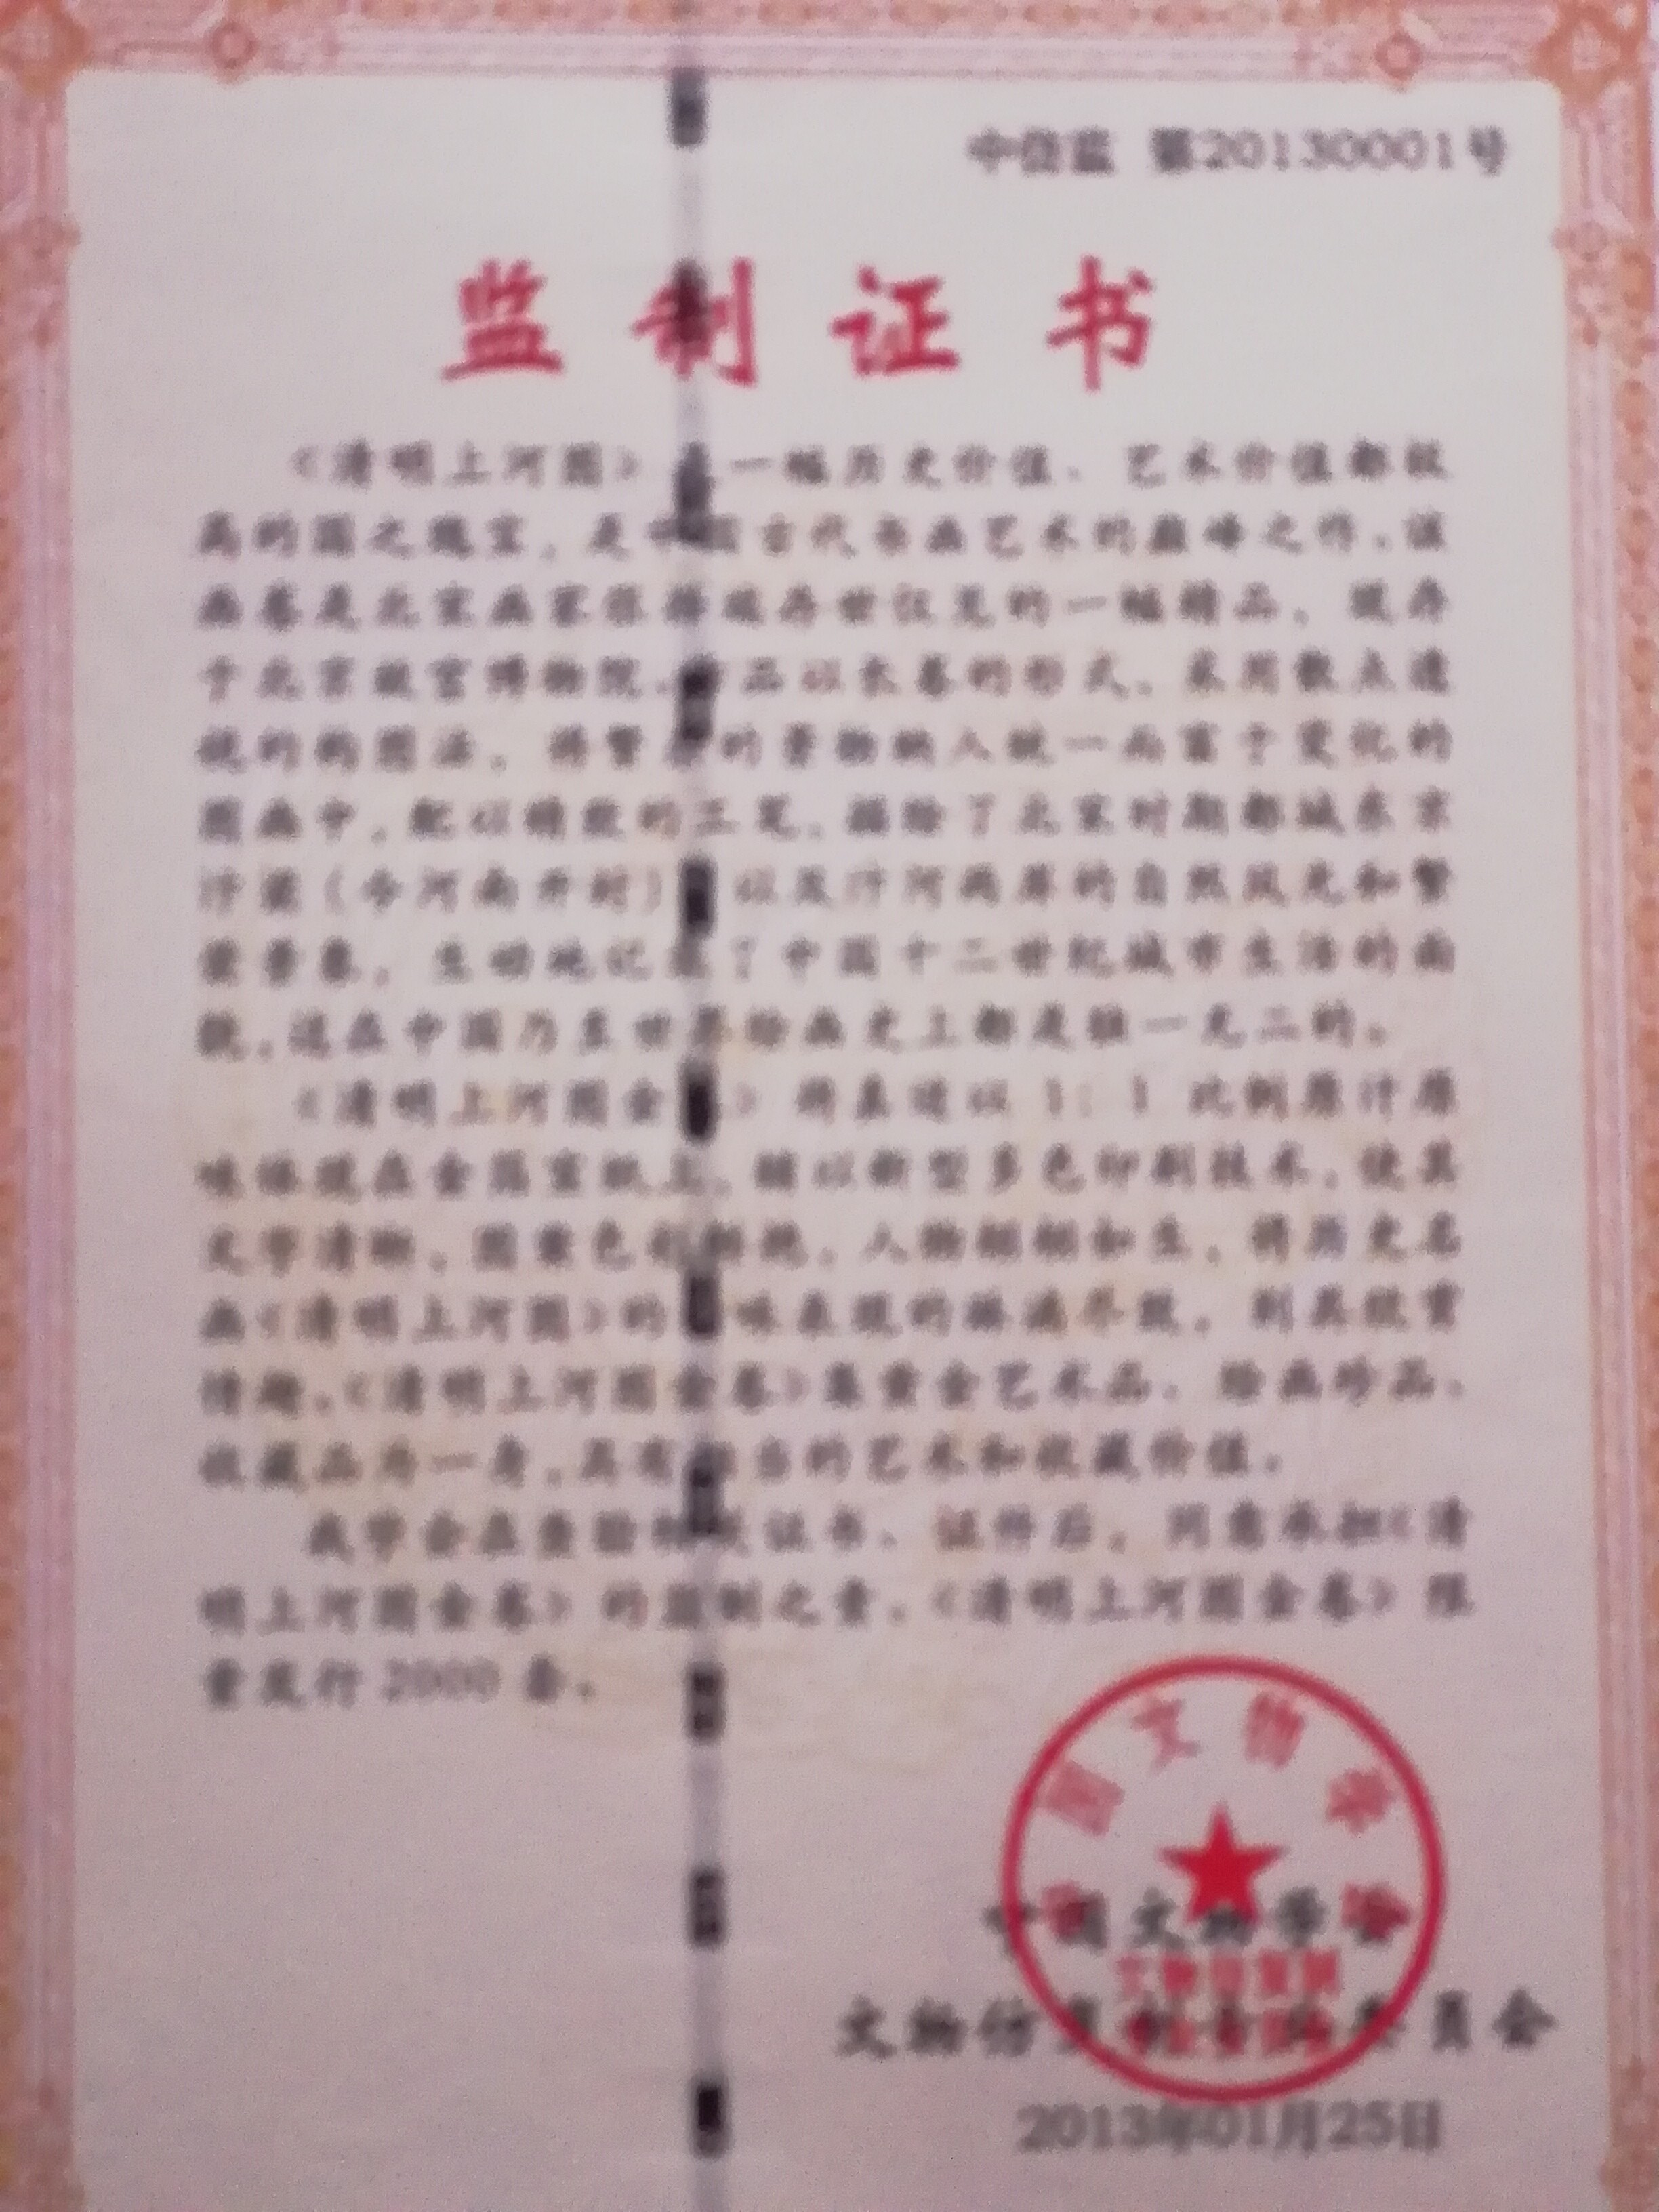 中仿监 第20130001号
监制证书
《清明上河图》是一幅历史价值、艺术价值都极
高的国之瑰宝，是中国古代书画艺术的巅峰之作。该
画卷是北宋画家张择端存世仅见的一幅精品，现存
于北京故宫博物院。作品以长卷的形式，采用散点透
视的构图法，将繁杂的景物纳入统一而富于变化的
图画中，配以精致的工笔，描绘了北宋时期都城东京
汴梁（今河南开封）以及汴河两岸的自然风光和繁
荣景象，生动地记录了中国十二世纪城市生活的面
貌，这在中国乃至世界绘画史上都是独一无二的。
《清明上河图金卷》将真迹以1：1比例原汁原
味体现在金箔宣纸上，辅以新型多色印刷技术，使其
文字清晰，图案色彩鲜艳，人物栩栩如生，将历史名
画《清明上河图》的韵味表现的淋漓尽致，别具欣赏
情趣。《清明上河图金卷》集黄金艺术品、绘画珍品、
收藏品为一身，具有相当的艺术和收藏价值。
我学会在查验相关证书、证件后，同意承担《清
明上河图金卷》的监制之责。《清明上河图金卷》限
量发行2000套。
中国文物学会
文物仿复制专业委员会
2013年01月25日